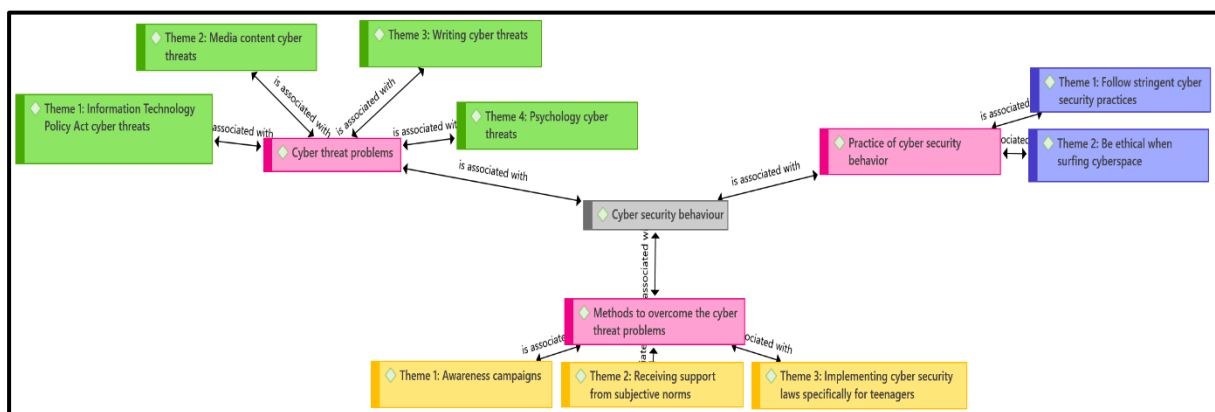 Theme 2: Media content cyber
threats
Theme 3: Writing cyber threats
is associated with
is associated with
Theme 1: Information Technology
Policy Act cyber threats
associated with
is associated wit
Theme 4: Psychology cyber
threats
Cyber threat problems
is associated with
Theme 1: Follow stringent cyber
security practices
is associated
Practice of cyber security
behavior
ociated
Theme 2: Be ethical when
surfing cyberspace
is associated with
Cyber security behaviour
associated w
Methods to overcome the cyber
threat problems
is associate
ociated with
Theme 1: Awareness campaigns
Theme 2: Receiving support
from subjective norms
Theme 3: Implementing cyber security
laws specifically for teenagers